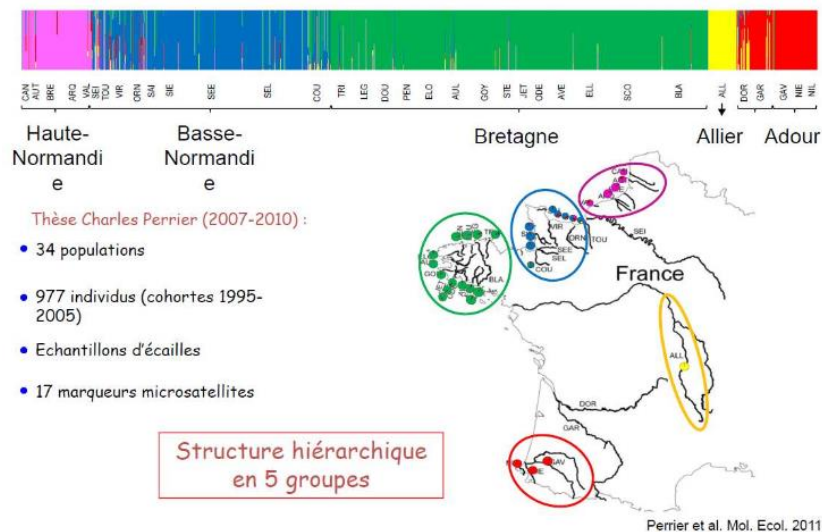 CAN AUT BRE ARQ VAL SEI TOU VIR ORN SAI SIE SEE SEL COU TRI LEG DOU PEN ELO AUL GOY STE JET ODE AVE ELL SCO BLA ALL DOR GAR GAV NIE NIL
Haute-
Normandi
e
Basse-
Normandi
e
Bretagne
Allier
Adour
Thèse Charles Perrier (2007-2010) :
34 populations
977 individus (cohortes 1995-
2005)
Echantillons d'écailles
17 marqueurs microsatellites
Structure hiérarchique
en 5 groupes
CAN
VIR
ORN
TOU
SEI
SEE
SEL
COU
BLA
France
ALL
DOR
GAR
GAV
Perrier et al. Mol. Ecol. 2011